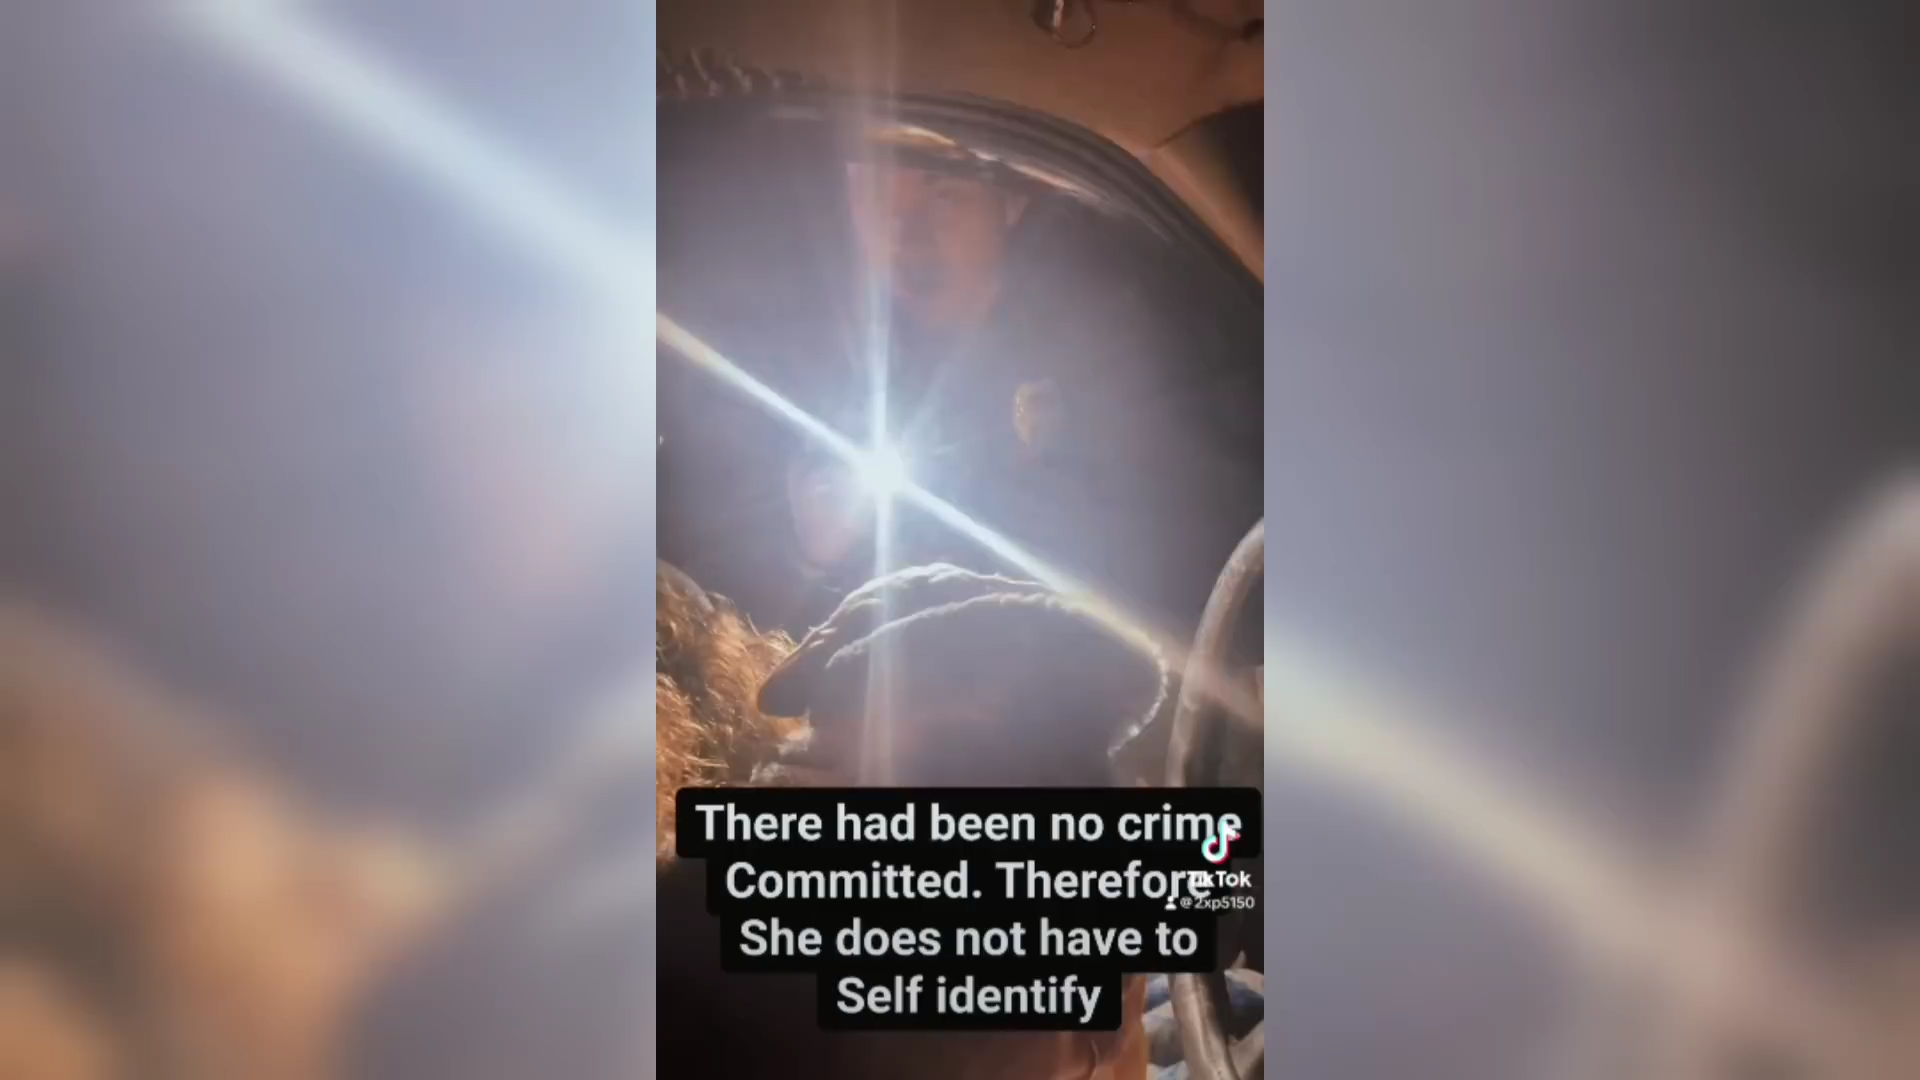 There had been no crime
Committed. Therefore
She does not have to
Self identify
TikTok
@2xp5150